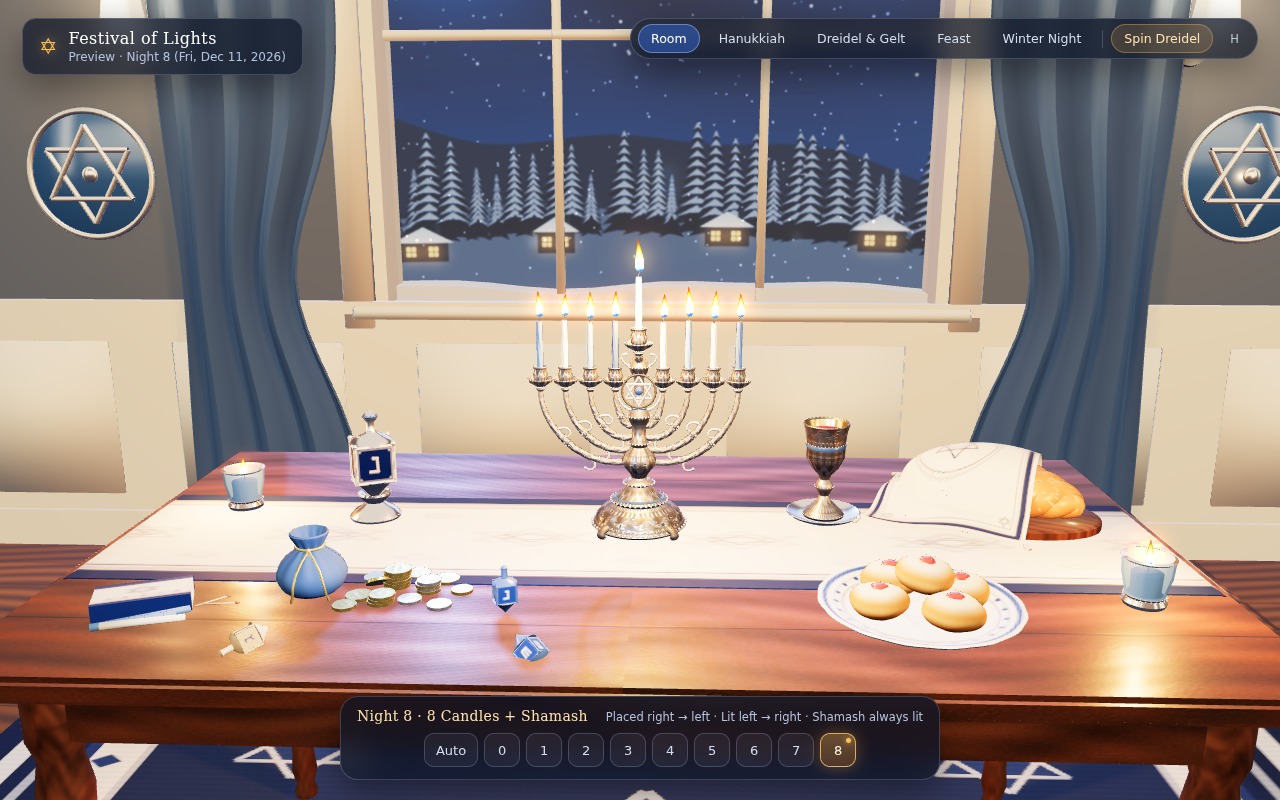 Festival of Lights
Preview · Night 8 (Fri, Dec 11, 2026)
Room Hanukkiah Dreidel & Gelt Feast Winter Night Spin Dreidel H
נ
נ
Night 8 · 8 Candles + Shamash Placed right → left · Lit left → right · Shamash always lit
Auto 0 1 2 3 4 5 6 7 8